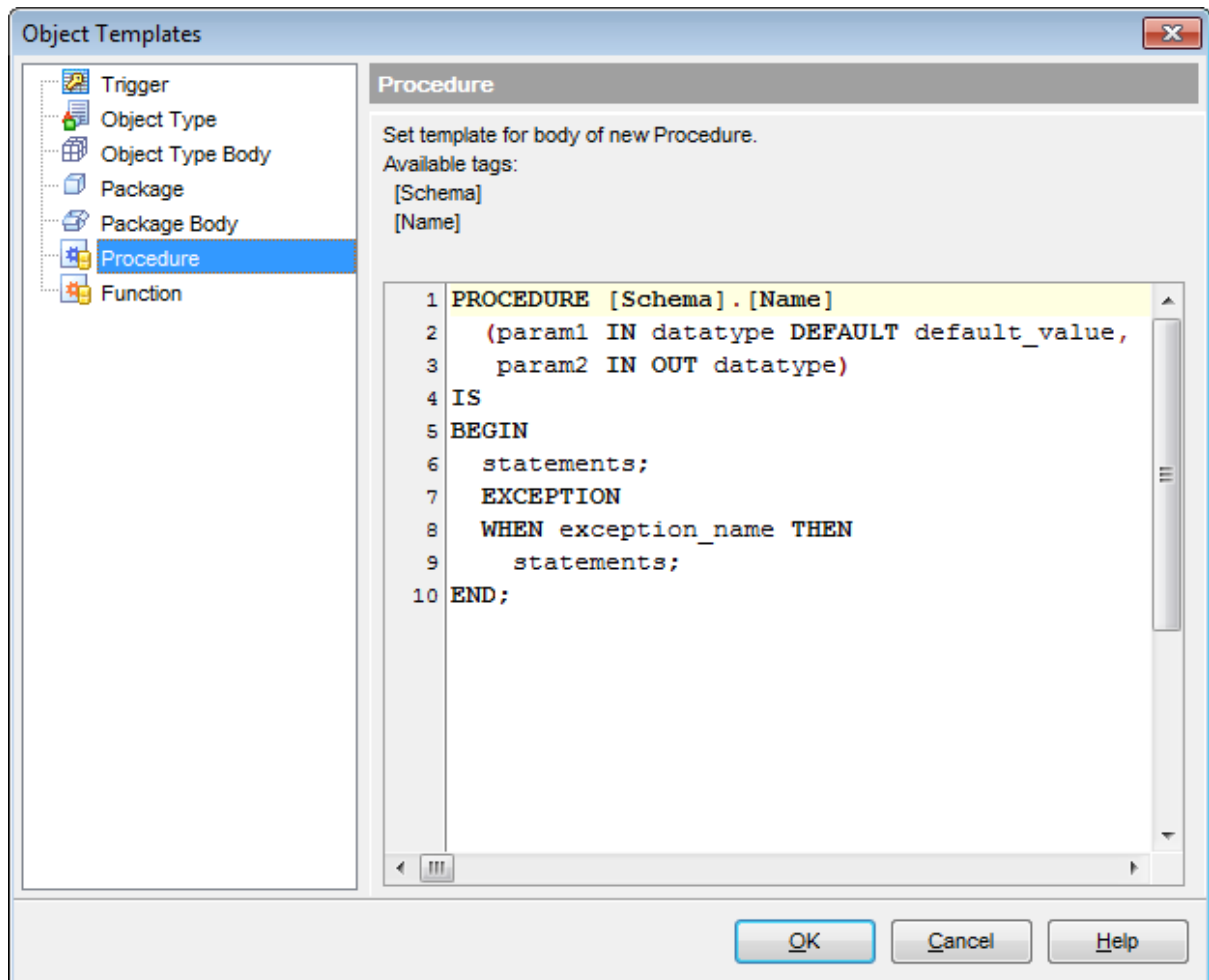 Object Templates
Trigger
Object Type
Object Type Body
Package
Package Body
Procedure
Function
Procedure
Set template for body of new Procedure.
Available tags:
[Schema]
[Name]
1 PROCEDURE [Schema].[Name]
2 (param1 IN datatype DEFAULT default_value,
3 param2 IN OUT datatype)
4 IS
5 BEGIN
6 statements;
7 EXCEPTION
8 WHEN exception_name THEN
9 statements;
10 END;
OK Cancel Help